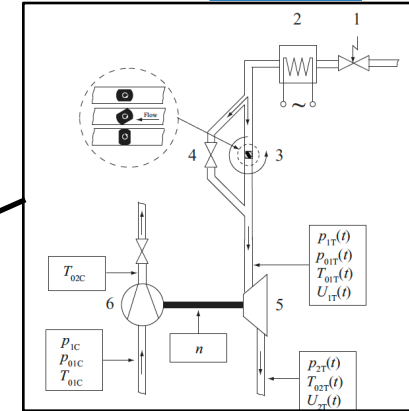 2
1
Flow
~
4
3
p1T(t)
p01T(t)
T01T(t)
U1T(t)
T02C
6
5
n
p1C
p01C
T01C
p2T(t)
T02T(t)
U2T(t)